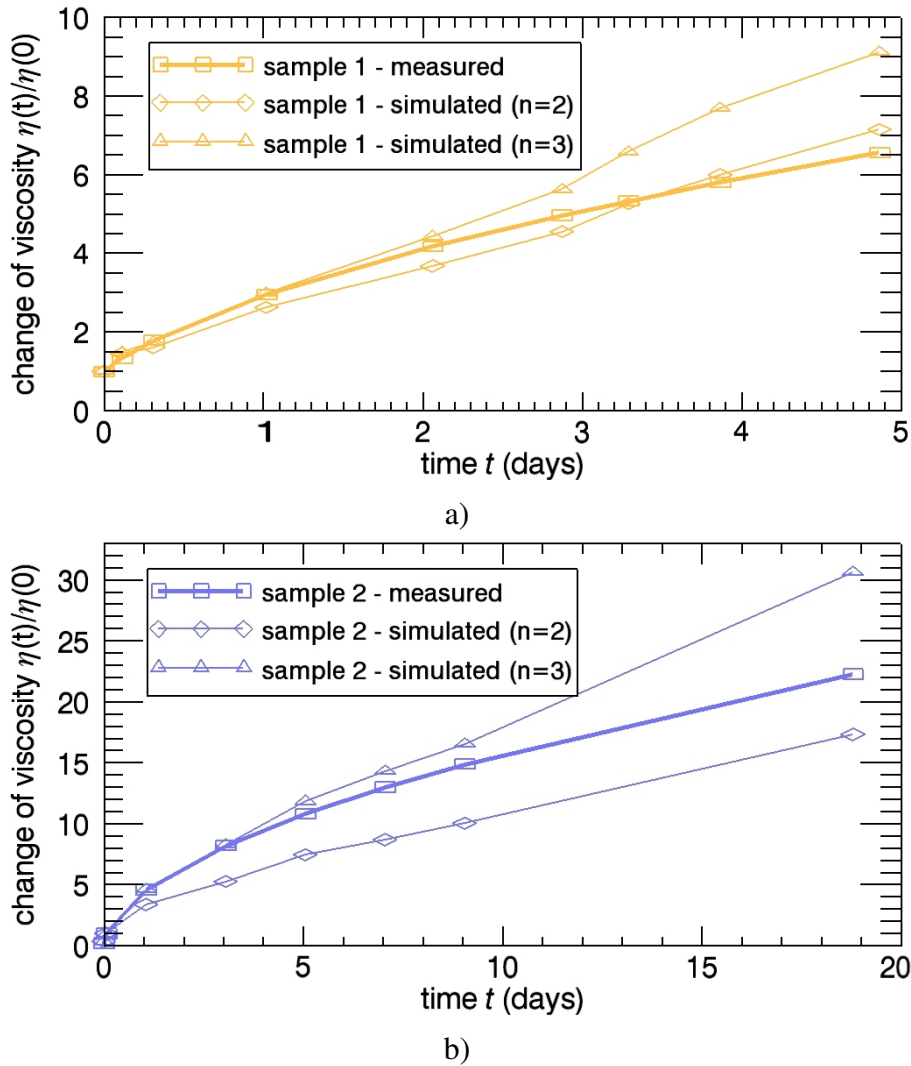 10
8
6
4
2
0
change of viscosity η(t)/η(0)
sample 1 - measured
sample 1 - simulated (n=2)
sample 1 - simulated (n=3)
0 1 2 3 4 5
time t (days)
a)
30
25
20
15
10
5
0
change of viscosity η(t)/η(0)
sample 2 - measured
sample 2 - simulated (n=2)
sample 2 - simulated (n=3)
0 5 10 15 20
time t (days)
b)